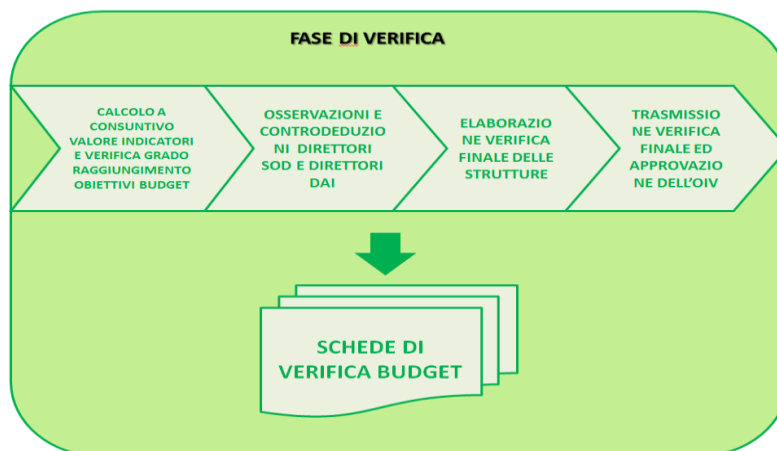 FASE DI VERIFICA
CALCOLO A
CONSUNTIVO
VALORE INDICATORI
E VERIFICA GRADO
RAGGIUNGIMENTO
OBIETTIVI BUDGET
OSSERVAZIONI E
CONTRODEDUZIO
NI DIRETTORI
SOD E DIRETTORI
DAI
ELABORAZIO
NE VERIFICA
FINALE DELLE
STRUTTURE
TRASMISSIO
NE VERIFICA
FINALE ED
APPROVAZIO
NE DELL'OIV
SCHEDE DI
VERIFICA BUDGET